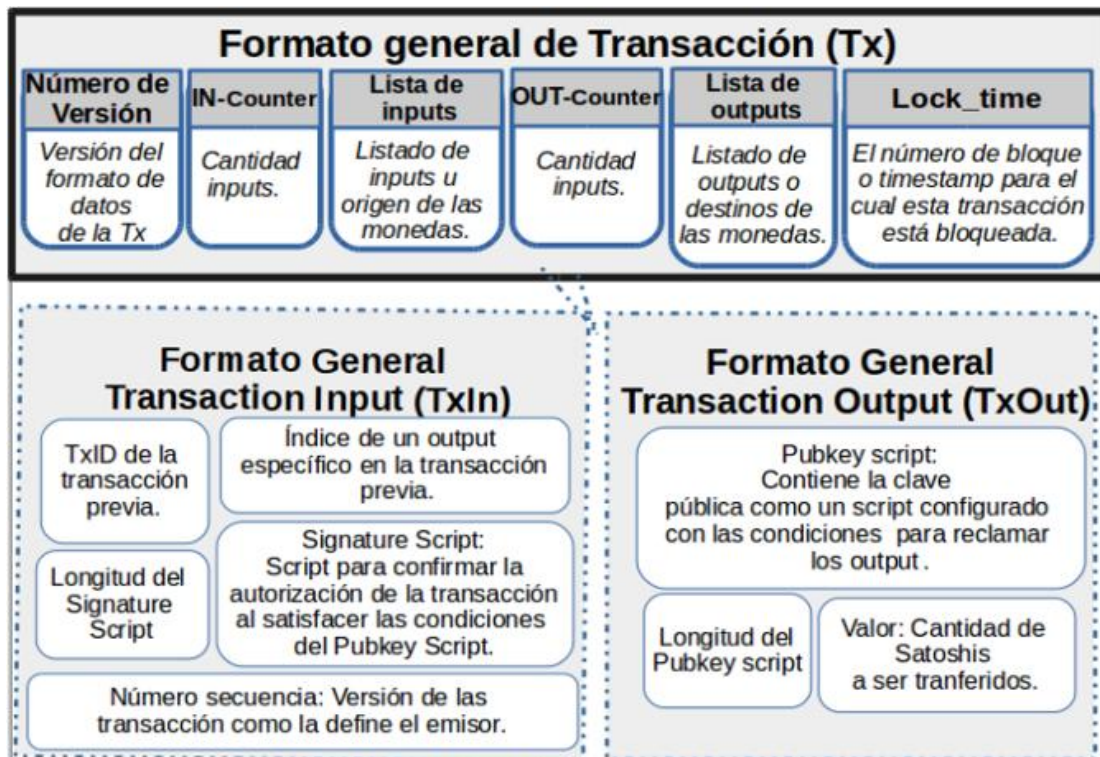 Formato general de Transacción (Tx)
Número de
Versión
IN-Counter
Lista de
inputs
OUT-Counter
Lista de
outputs
Lock_time
Versión del
formato de
datos
de la Tx
Cantidad
inputs.
Listado de
inputs u
origen de las
monedas.
Cantidad
inputs.
Listado de
outputs o
destinos de
las monedas.
El número de bloque
o timestamp para el
cual esta transacción
está bloqueada.
Formato General
Transaction Input (TxIn)
TxID de la
transacción
previa.
Índice de un output
específico en la transacción
previa.
Longitud del
Signature
Script
Signature Script:
Script para confirmar la
autorización de la transacción
al satisfacer las condiciones
del Pubkey Script.
Número secuencia: Versión de las
transacción como la define el emisor.
Formato General
Transaction Output (TxOut)
Pubkey script:
Contiene la clave
pública como un script configurado
con las condiciones para reclamar
los output .
Longitud del
Pubkey script
Valor: Cantidad de
Satoshis
a ser tranferidos.